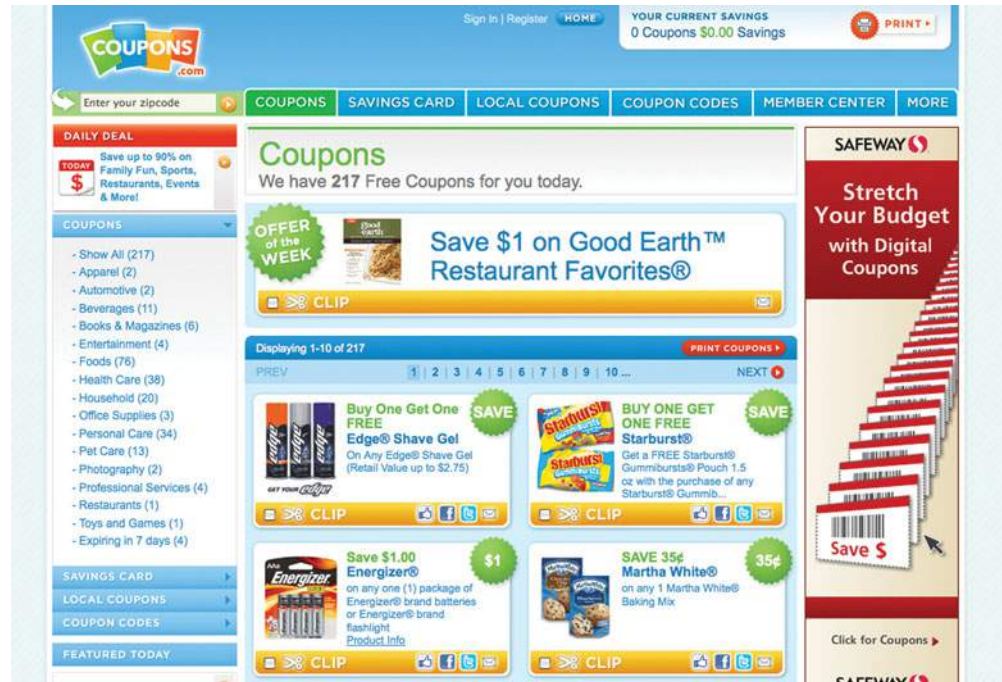 COUPONS
.com
Sign In | Register HOME
YOUR CURRENT SAVINGS
0 Coupons $0.00 Savings
PRINT
Enter your zipcode
COUPONS SAVINGS CARD LOCAL COUPONS COUPON CODES MEMBER CENTER MORE
DAILY DEAL
TODAY
$
Save up to 90% on
Family Fun, Sports,
Restaurants, Events
& More!
COUPONS
- Show All (217)
- Apparel (2)
- Automotive (2)
- Beverages (11)
- Books & Magazines (6)
- Entertainment (4)
- Foods (76)
- Health Care (38)
- Household (20)
- Office Supplies (3)
- Personal Care (34)
- Pet Care (13)
- Photography (2)
- Professional Services (4)
- Restaurants (1)
- Toys and Games (1)
- Expiring in 7 days (4)
SAVINGS CARD
LOCAL COUPONS
COUPON CODES
FEATURED TODAY
Coupons
We have 217 Free Coupons for you today.
OFFER
of the
WEEK
good
earth
Save $1 on Good Earth™
Restaurant Favorites®
CLIP
Displaying 1-10 of 217
PRINT COUPONS
PREV 1 | 2 | 3 | 4 | 5 | 6 | 7 | 8 | 9 | 10 ... NEXT
edge
edge
edge
GET YOUR edge
Buy One Get One
FREE
SAVE
Edge® Shave Gel
On Any Edge® Shave Gel
(Retail Value up to $2.75)
CLIP
Starburst
Gummibursts
Starburst
Gummibursts
BUY ONE GET
ONE FREE
SAVE
Starburst®
Get a FREE Starburst®
Gummibursts® Pouch 1.5
oz with the purchase of any
Starburst® Gummib...
CLIP
AA
Energizer
Save $1.00
$1
Energizer®
on any one (1) package of
Energizer® brand batteries
or Energizer® brand
flashlight
Product Info
CLIP
Martha White
SAVE 35¢
35¢
Martha White®
on any 1 Martha White®
Baking Mix
CLIP
SAFEWAY
Stretch
Your Budget
with Digital
Coupons
Save $
Click for Coupons
SAFEWAY